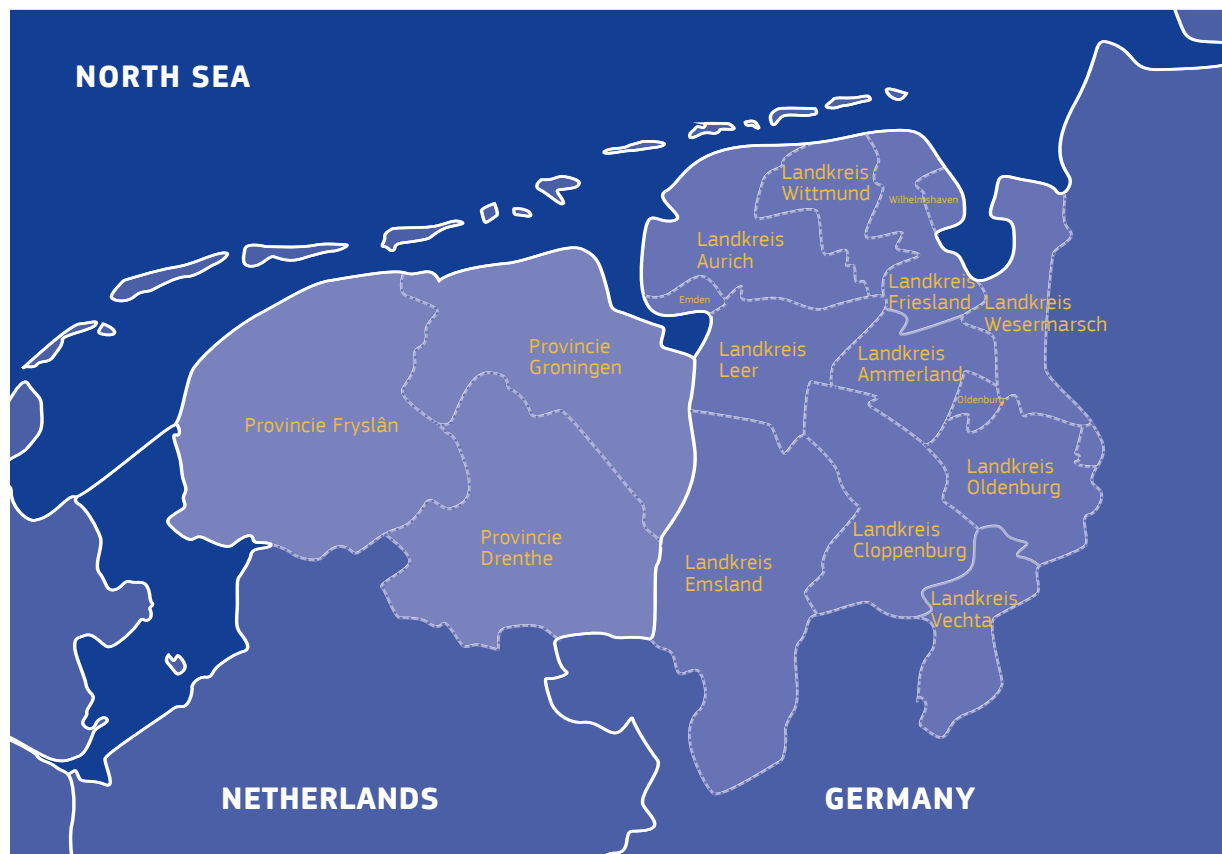 NORTH SEA
Landkreis
Wittmund
Wilhelmshaven
Landkreis
Aurich
Emden
Landkreis
Friesland
Landkreis
Wesermarsch
Provincie
Groningen
Landkreis
Leer
Landkreis
Ammerland
Oldenburg
Provincie Fryslân
Landkreis
Oldenburg
Provincie
Drenthe
Landkreis
Cloppenburg
Landkreis
Emsland
Landkreis
Vechta
NETHERLANDS
GERMANY